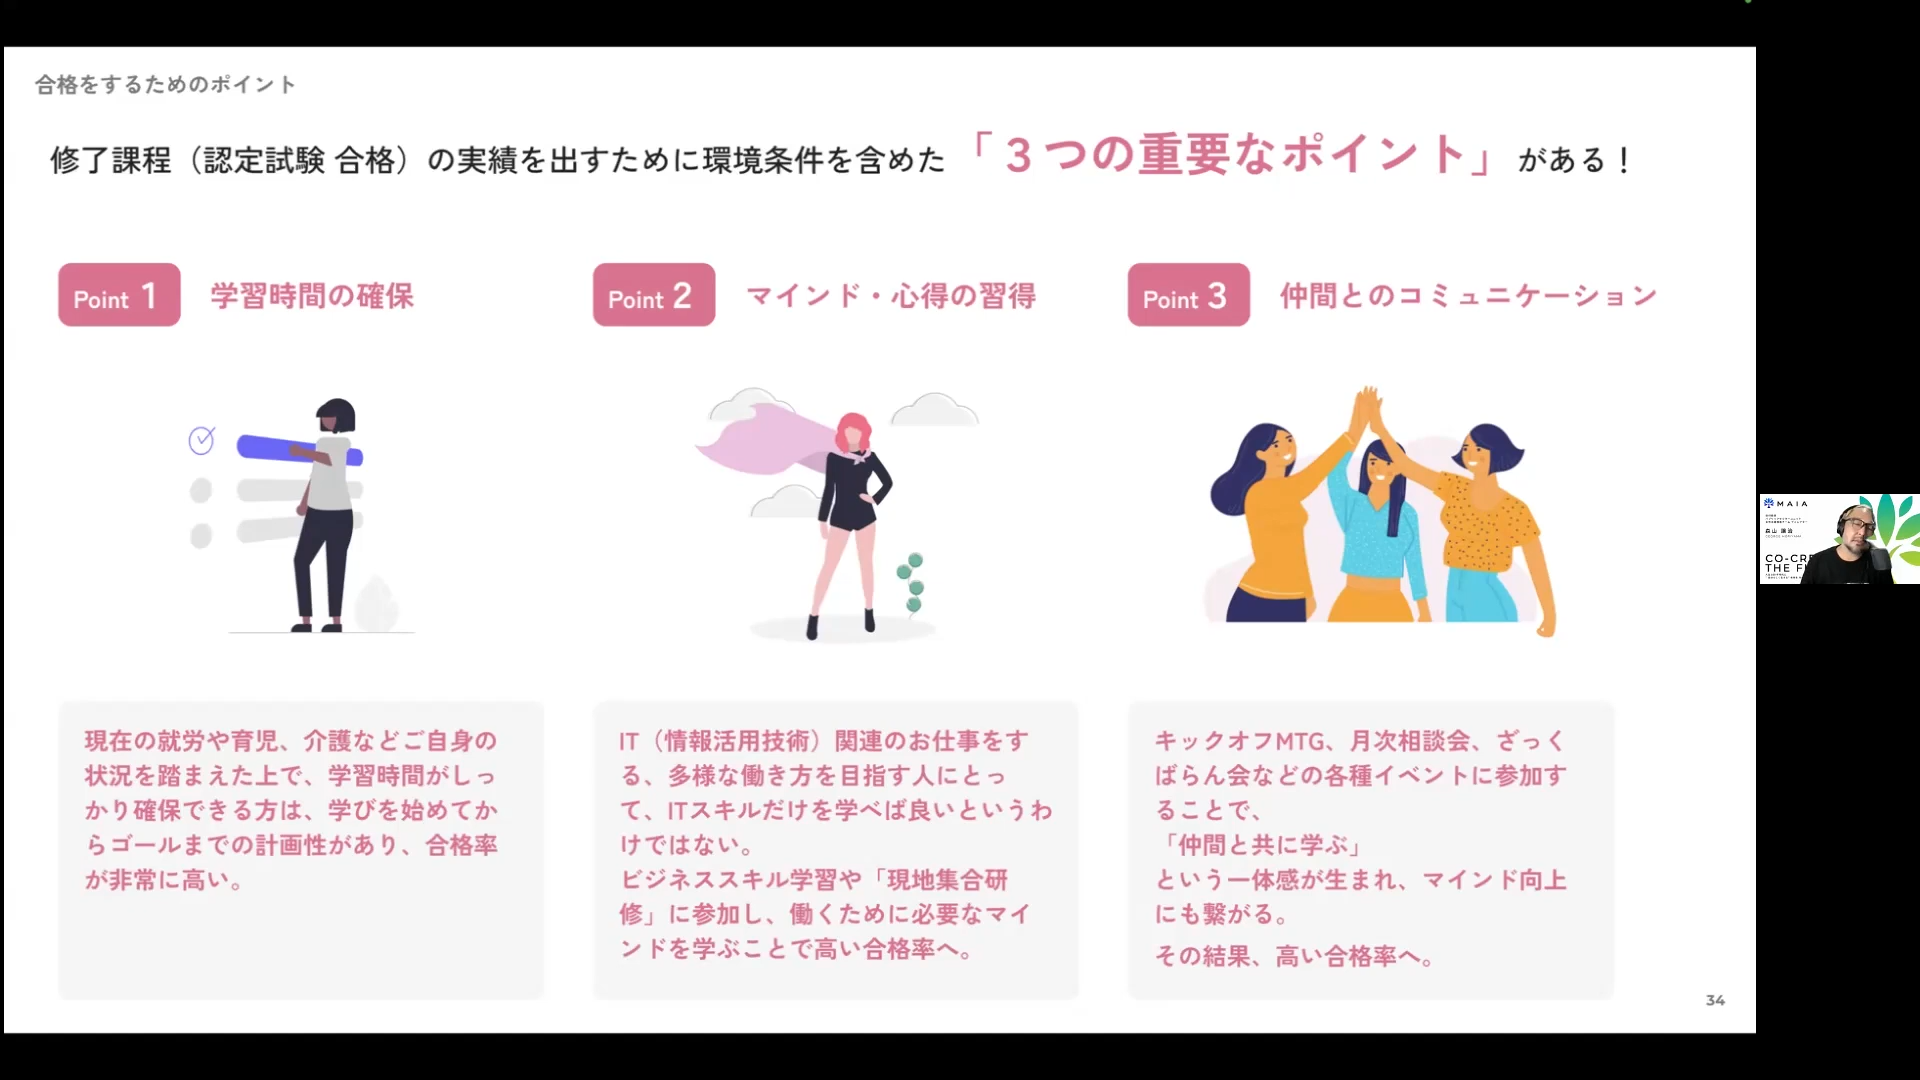 合格をするためのポイント
修了課程（認定試験 合格）の実績を出すために環境条件を含めた「３つの重要なポイント」がある！
Point 1 学習時間の確保
現在の就労や育児、介護などご自身の
状況を踏まえた上で、学習時間がしっ
かり確保できる方は、学びを始めてか
らゴールまでの計画性があり、合格率
が非常に高い。
Point 2 マインド・心得の習得
IT（情報活用技術）関連のお仕事をす
る、多様な働き方を目指す人にとっ
て、ITスキルだけを学べば良いというわ
けではない。
ビジネススキル学習や「現地集合研
修」に参加し、働くために必要なマイ
ンドを学ぶことで高い合格率へ。
Point 3 仲間とのコミュニケーション
キックオフMTG、月次相談会、ざっく
ばらん会などの各種イベントに参加す
ることで、
「仲間と共に学ぶ」
という一体感が生まれ、マインド向上
にも繋がる。
その結果、高い合格率へ。
34
MAIA
CO-CRE
THE F